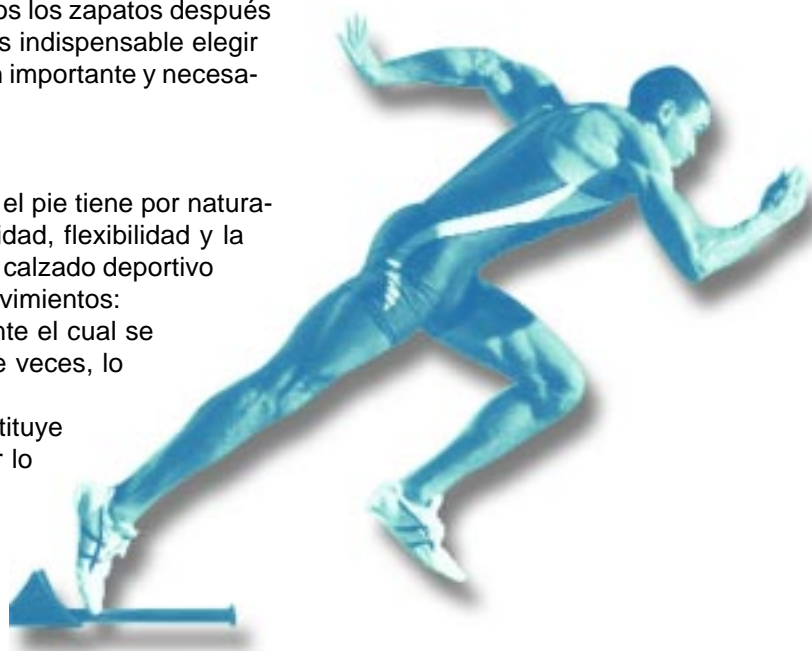 os los zapatos después
s indispensable elegir
n importante y necesa-
el pie tiene por natura-
idad, flexibilidad y la
calzado deportivo
vimientos:
nte el cual se
e veces, lo
tituye
r lo